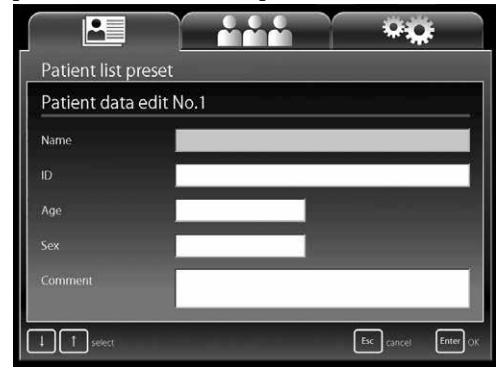 Patient list preset
Patient data edit No.1
Name
ID
Age
Sex
Comment
↓ ↑ select Esc cancel Enter OK